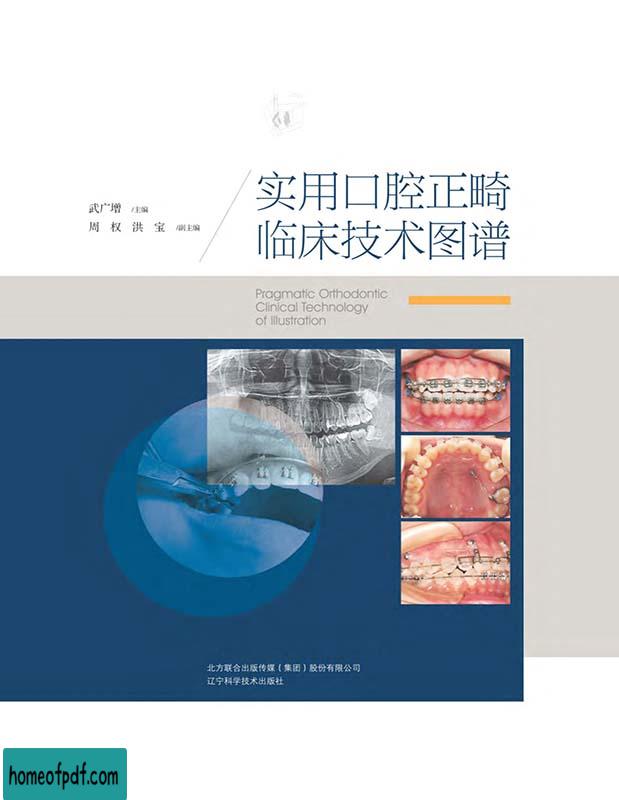 实用口腔正畸
临床技术图谱
武广增 /主编
周 权 洪 宝 /副主编
Pragmatic Orthodontic
Clinical Technology
of Illustration
北方联合出版传媒（集团）股份有限公司
辽宁科学技术出版社
homeofpdf.com